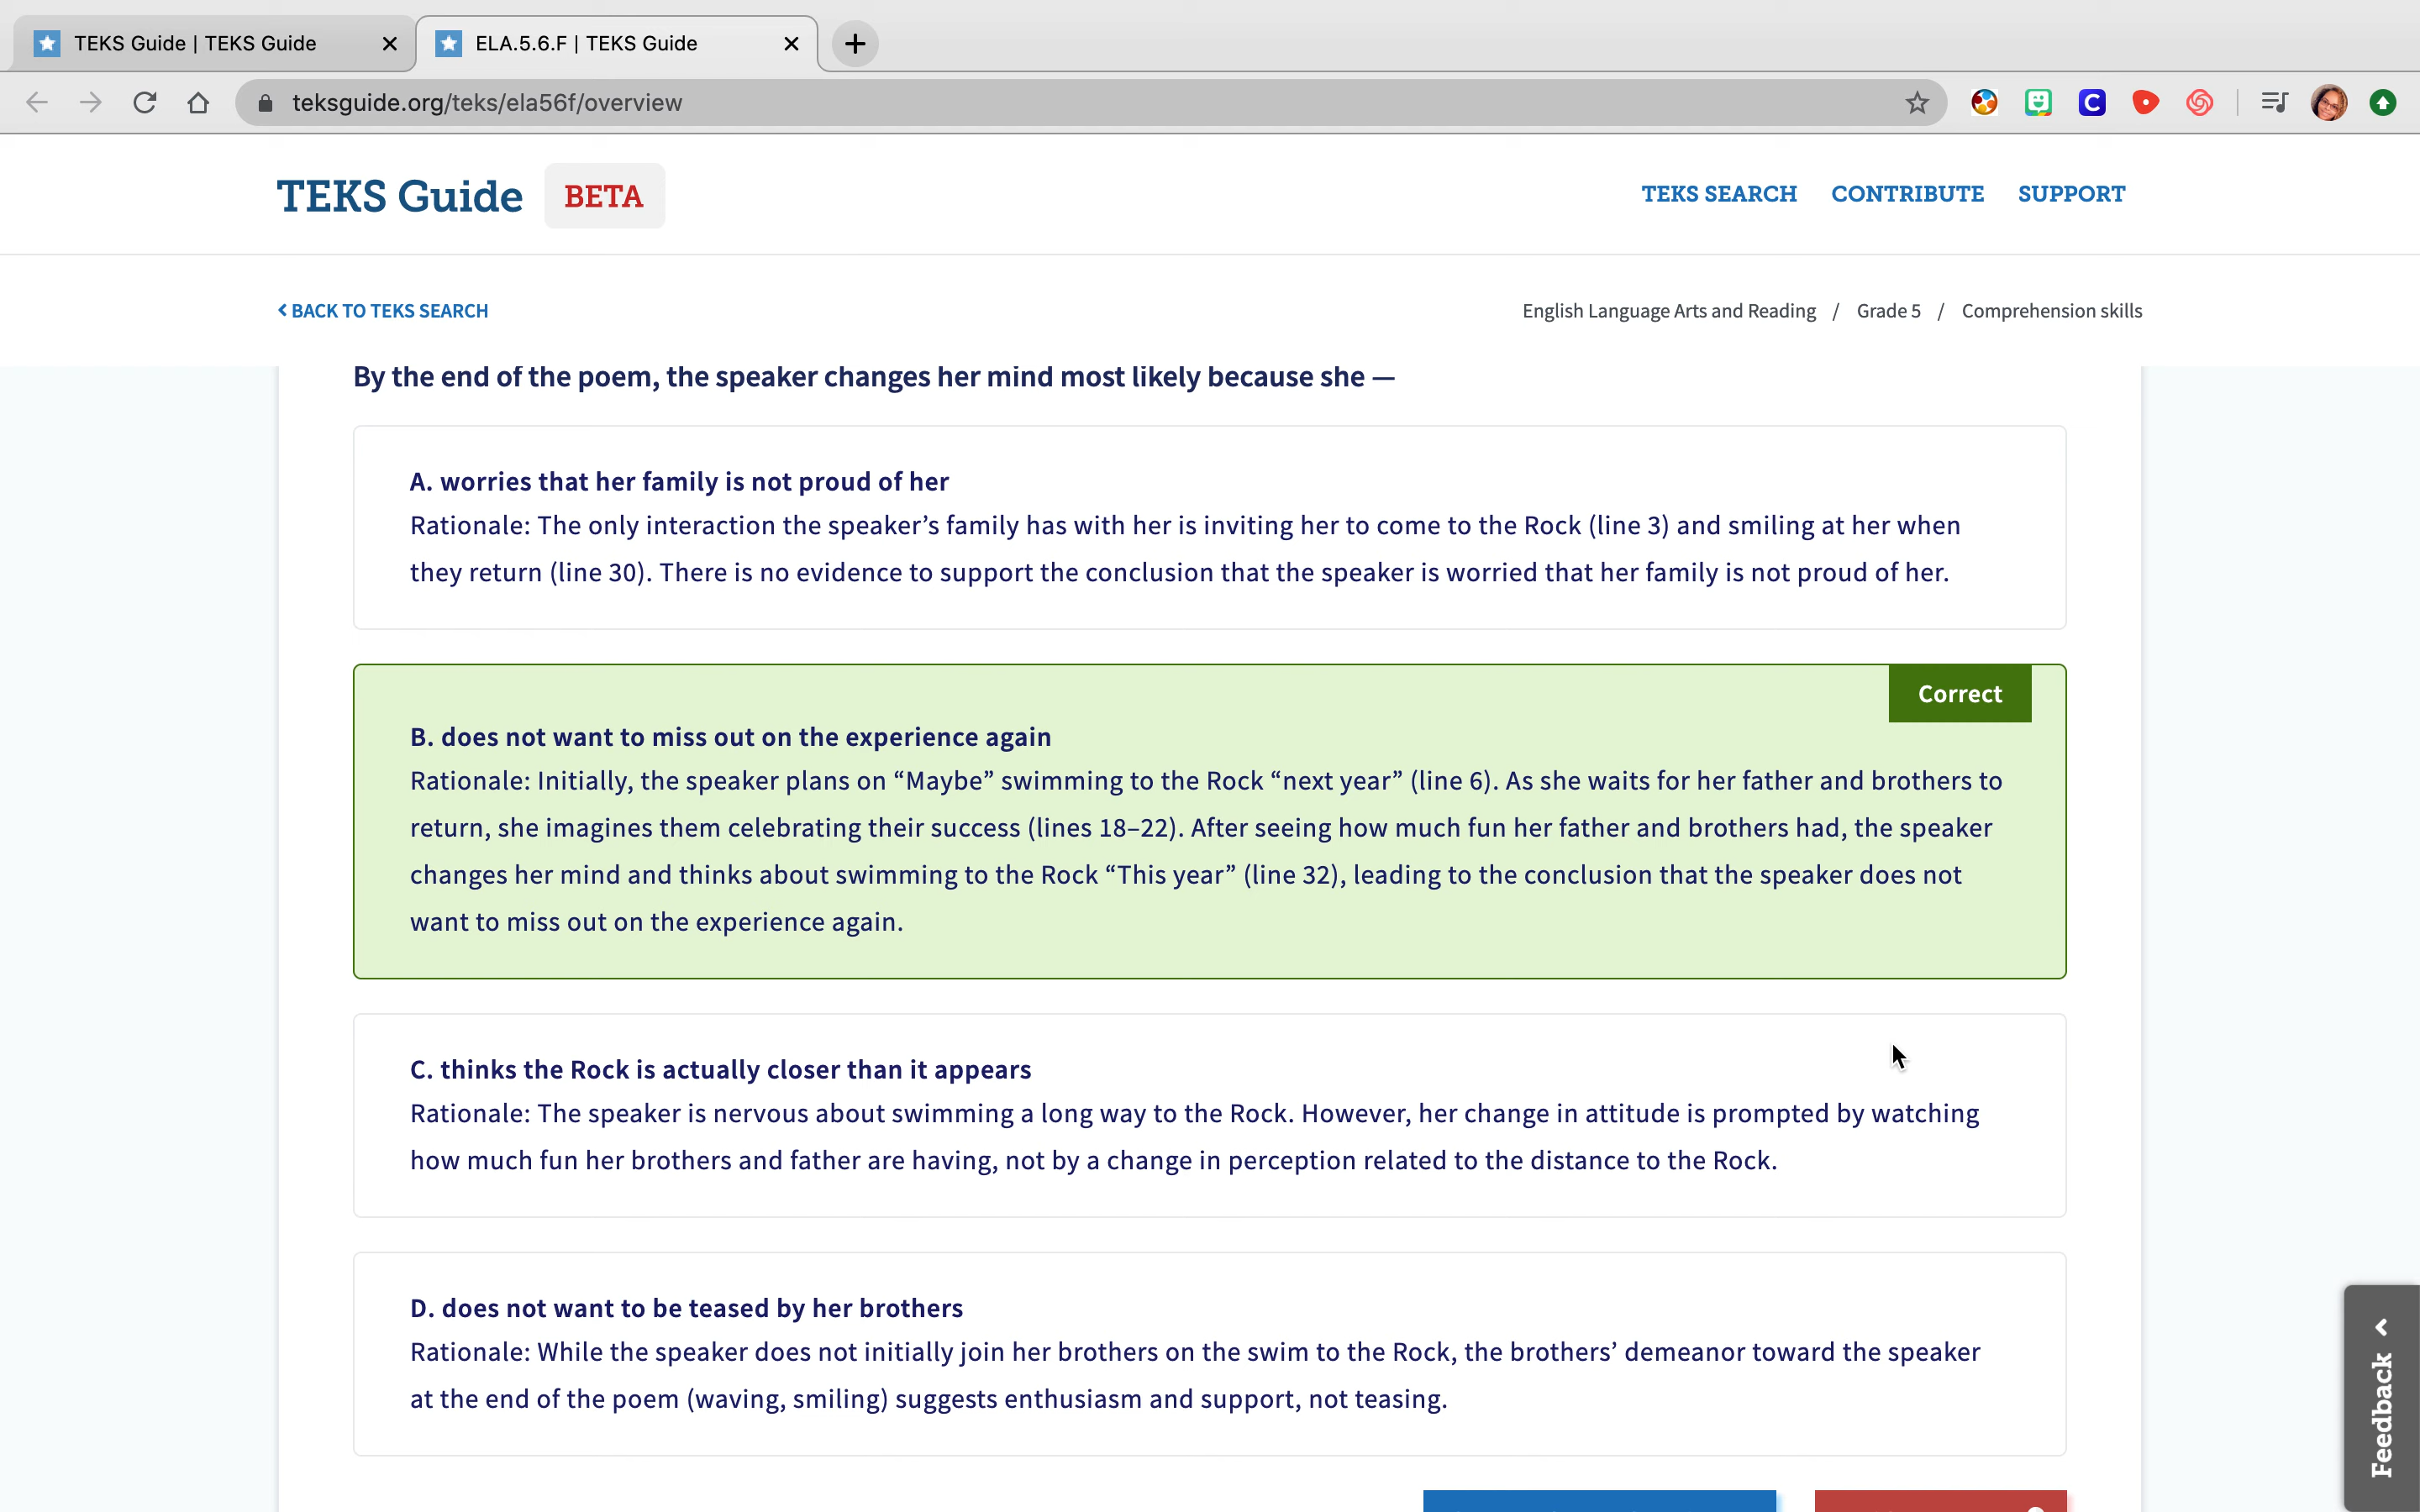 TEKS Guide | TEKS Guide
ELA.5.6.F | TEKS Guide
teksguide.org/teks/ela56f/overview
TEKS Guide BETA
TEKS SEARCH CONTRIBUTE SUPPORT
BACK TO TEKS SEARCH
English Language Arts and Reading / Grade 5 / Comprehension skills
By the end of the poem, the speaker changes her mind most likely because she —
A. worries that her family is not proud of her
Rationale: The only interaction the speaker’s family has with her is inviting her to come to the Rock (line 3) and smiling at her when
they return (line 30). There is no evidence to support the conclusion that the speaker is worried that her family is not proud of her.
Correct
B. does not want to miss out on the experience again
Rationale: Initially, the speaker plans on “Maybe” swimming to the Rock “next year” (line 6). As she waits for her father and brothers to
return, she imagines them celebrating their success (lines 18–22). After seeing how much fun her father and brothers had, the speaker
changes her mind and thinks about swimming to the Rock “This year” (line 32), leading to the conclusion that the speaker does not
want to miss out on the experience again.
C. thinks the Rock is actually closer than it appears
Rationale: The speaker is nervous about swimming a long way to the Rock. However, her change in attitude is prompted by watching
how much fun her brothers and father are having, not by a change in perception related to the distance to the Rock.
D. does not want to be teased by her brothers
Rationale: While the speaker does not initially join her brothers on the swim to the Rock, the brothers’ demeanor toward the speaker
at the end of the poem (waving, smiling) suggests enthusiasm and support, not teasing.
Feedback